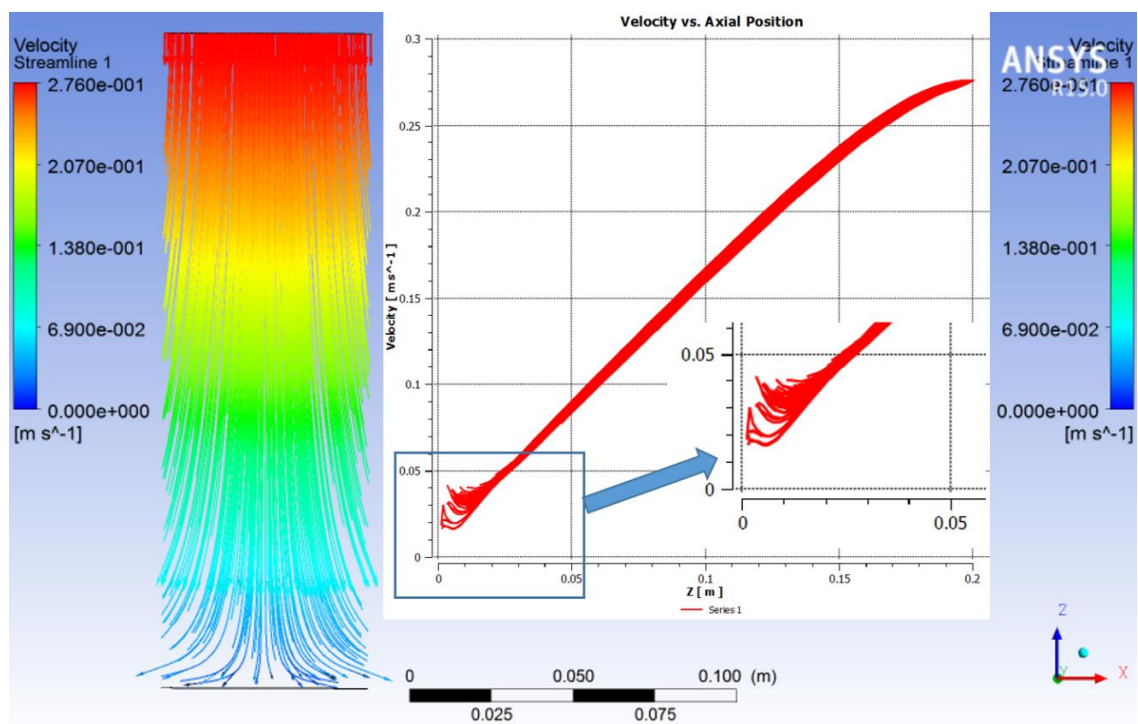 Velocity
Streamline 1
2.760e-001
2.070e-001
1.380e-001
6.900e-002
0.000e+000
[m s^-1]
Velocity vs. Axial Position
0.3
0.25
0.2
0.15
0.1
0.05
0
Velocity [ m s^-1 ]
0
0.05
0.1
0.15
0.2
Z [ m ]
Series 1
0.05
0
0
0.05
Velocity
Streamline 1
ANSYS
R15.0
2.760e-001
2.070e-001
1.380e-001
6.900e-002
0.000e+000
[m s^-1]
0
0.050
0.100
(m)
0.025
0.075
Z
Y
X